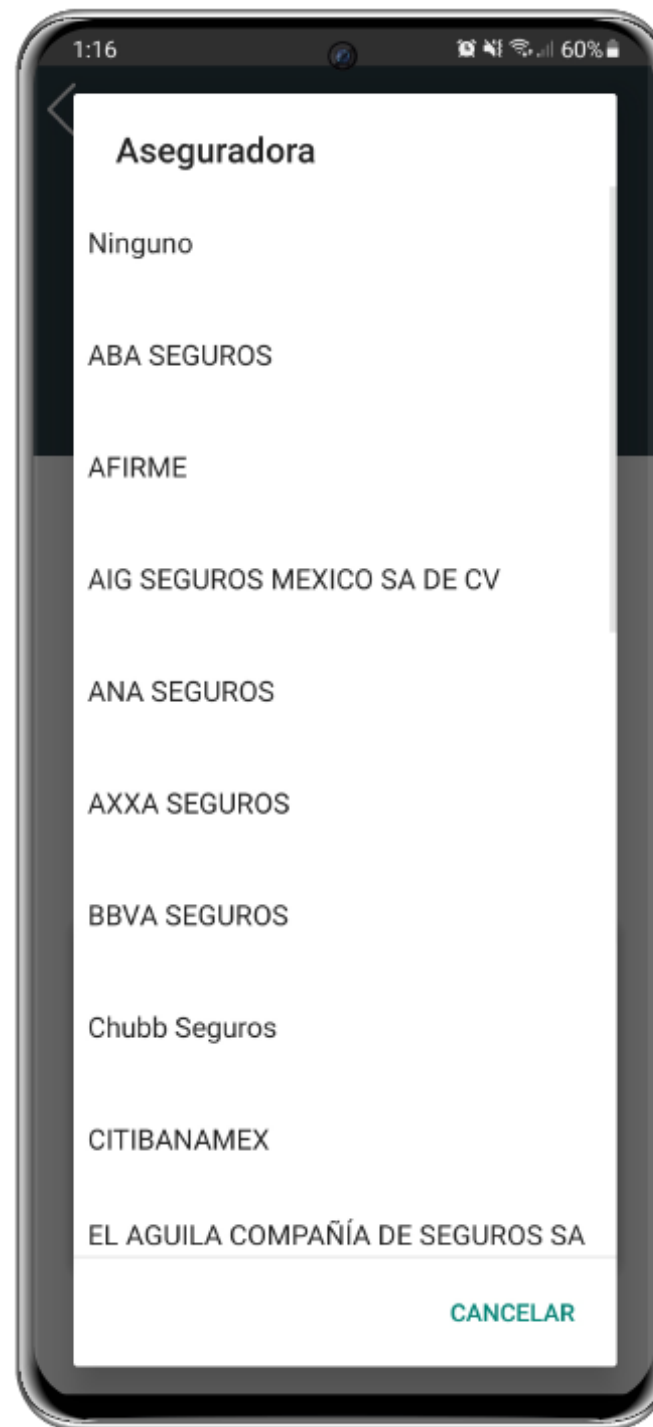 1:16 60%
Aseguradora
Ninguno
ABA SEGUROS
AFIRME
AIG SEGUROS MEXICO SA DE CV
ANA SEGUROS
AXXA SEGUROS
BBVA SEGUROS
Chubb Seguros
CITIBANAMEX
EL AGUILA COMPAÑÍA DE SEGUROS SA
CANCELAR